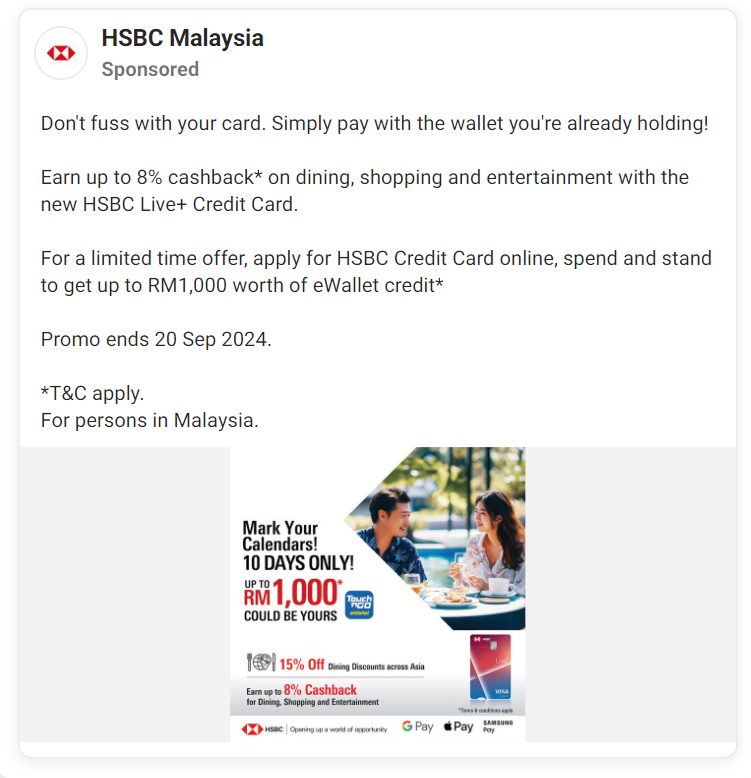 HSBC Malaysia
Sponsored
Don't fuss with your card. Simply pay with the wallet you're already holding!
Earn up to 8% cashback* on dining, shopping and entertainment with the
new HSBC Live+ Credit Card.
For a limited time offer, apply for HSBC Credit Card online, spend and stand
to get up to RM1,000 worth of eWallet credit*
Promo ends 20 Sep 2024.
*T&C apply.
For persons in Malaysia.
Mark Your
Calendars!
10 DAYS ONLY!
UP TO
RM1,000*
Touch
'nGO
eWallet
COULD BE YOURS
15% Off Dining Discounts across Asia
Earn up to 8% Cashback
for Dining, Shopping and Entertainment
HSBC
Live+
VISA
*Terms & conditions apply
HSBC | Opening up a world of opportunity
G Pay
Pay
SAMSUNG
Pay